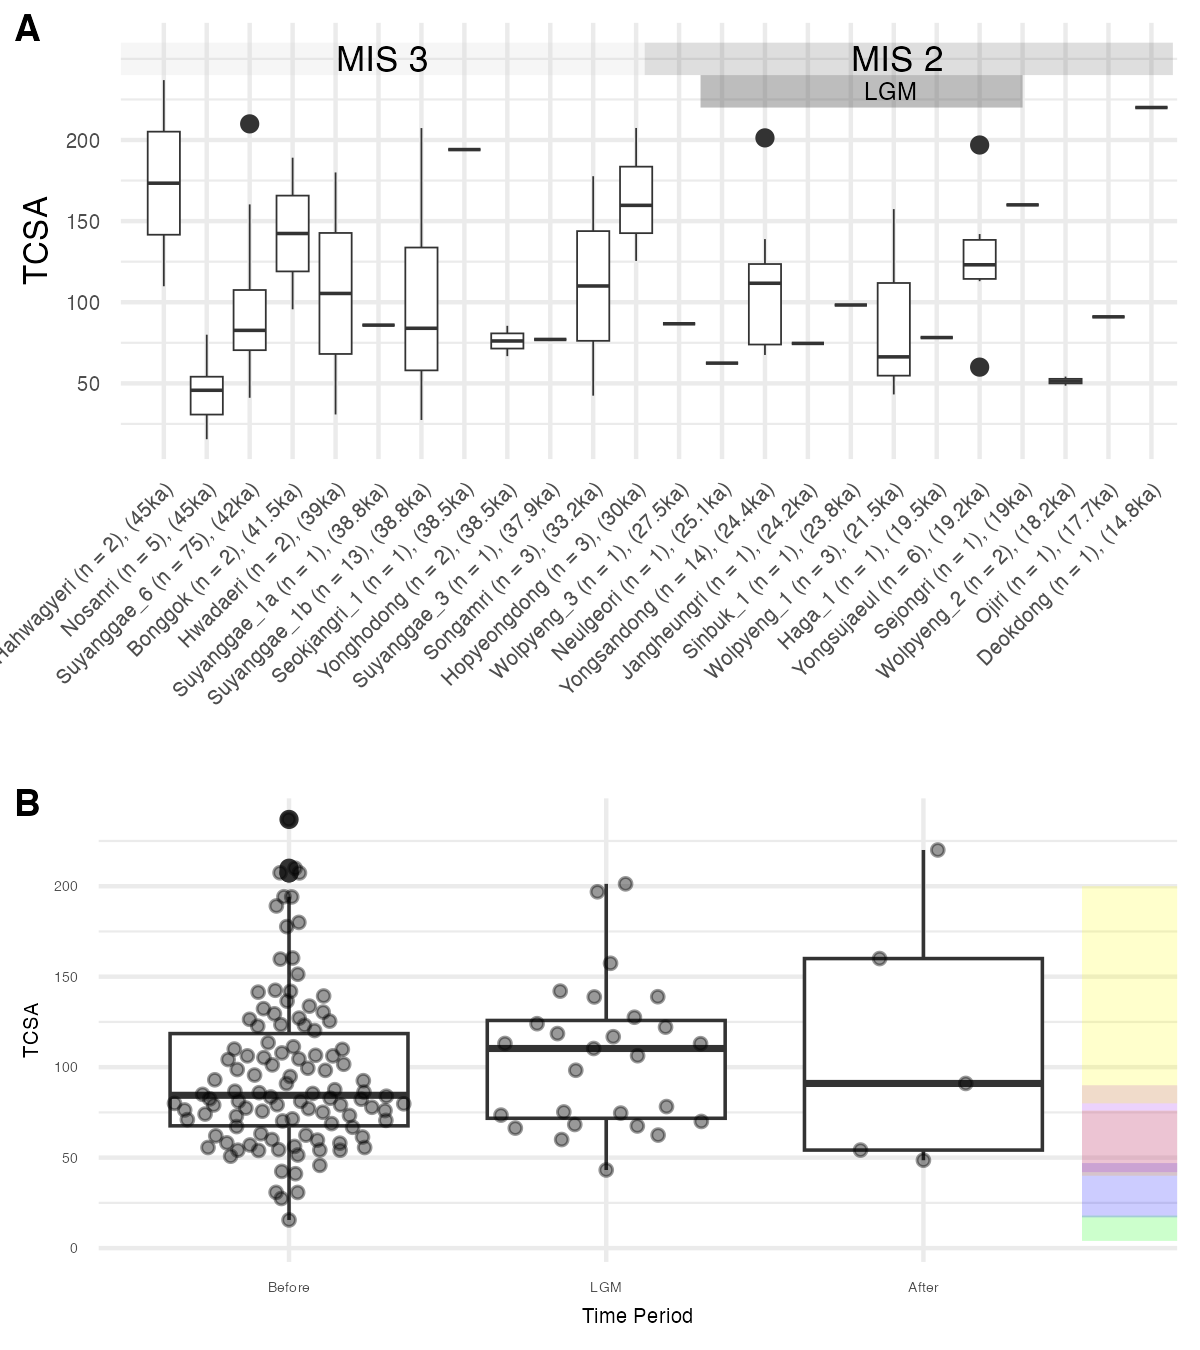 A
MIS 3
MIS 2
LGM
TCSA
200
150
100
50
Hahwagyeri (n = 2), (45ka)
Nosanri (n = 5), (45ka)
Suyanggae_6 (n = 75), (42ka)
Bonggok (n = 2), (41.5ka)
Hwadaeri (n = 2), (39ka)
Suyanggae_1a (n = 1), (38.8ka)
Suyanggae_1b (n = 13), (38.8ka)
Seokjangri_1 (n = 1), (38.5ka)
Yonghodong (n = 2), (38.5ka)
Suyanggae_3 (n = 1), (37.9ka)
Songamri (n = 3), (33.2ka)
Hopyeongdong (n = 3), (30ka)
Wolpyeng_3 (n = 1), (27.5ka)
Neulgeori (n = 1), (25.1ka)
Yongsandong (n = 14), (24.4ka)
Jangheungri (n = 1), (24.2ka)
Sinbuk_1 (n = 1), (23.8ka)
Wolpyeng_1 (n = 3), (21.5ka)
Haga_1 (n = 1), (19.5ka)
Yongsujaeul (n = 6), (19.2ka)
Sejongri (n = 1), (19ka)
Wolpyeng_2 (n = 2), (18.2ka)
Ojiri (n = 1), (17.7ka)
Deokdong (n = 1), (14.8ka)
B
TCSA
200
150
100
50
0
Before
LGM
After
Time Period